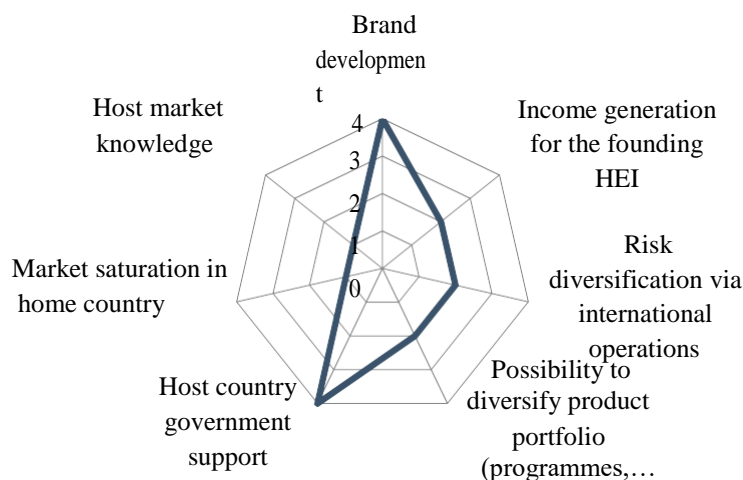 Brand
developmen
t
Income generation
for the founding
HEI
Risk
diversification via
international
operations
Possibility to
diversify product
portfolio
(programmes,…
Host country
government
support
Market saturation in
home country
Host market
knowledge
4
3
2
1
0